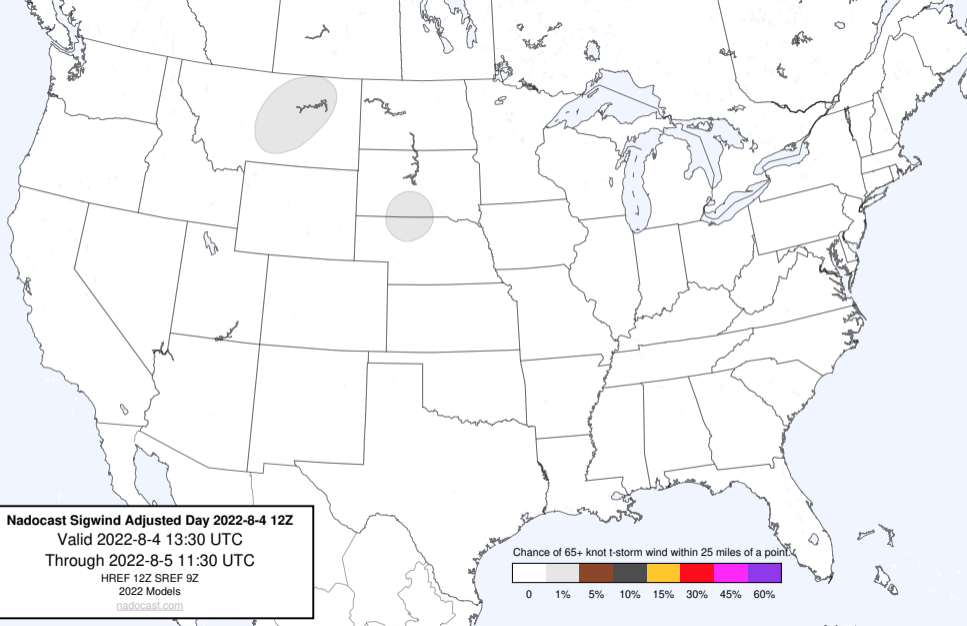 Nadocast Sigwind Adjusted Day 2022-8-4 12Z
Valid 2022-8-4 13:30 UTC
Through 2022-8-5 11:30 UTC
HREF 12Z SREF 9Z
2022 Models
nadocast.com
Chance of 65+ knot t-storm wind within 25 miles of a point.
0 1% 5% 10% 15% 30% 45% 60%